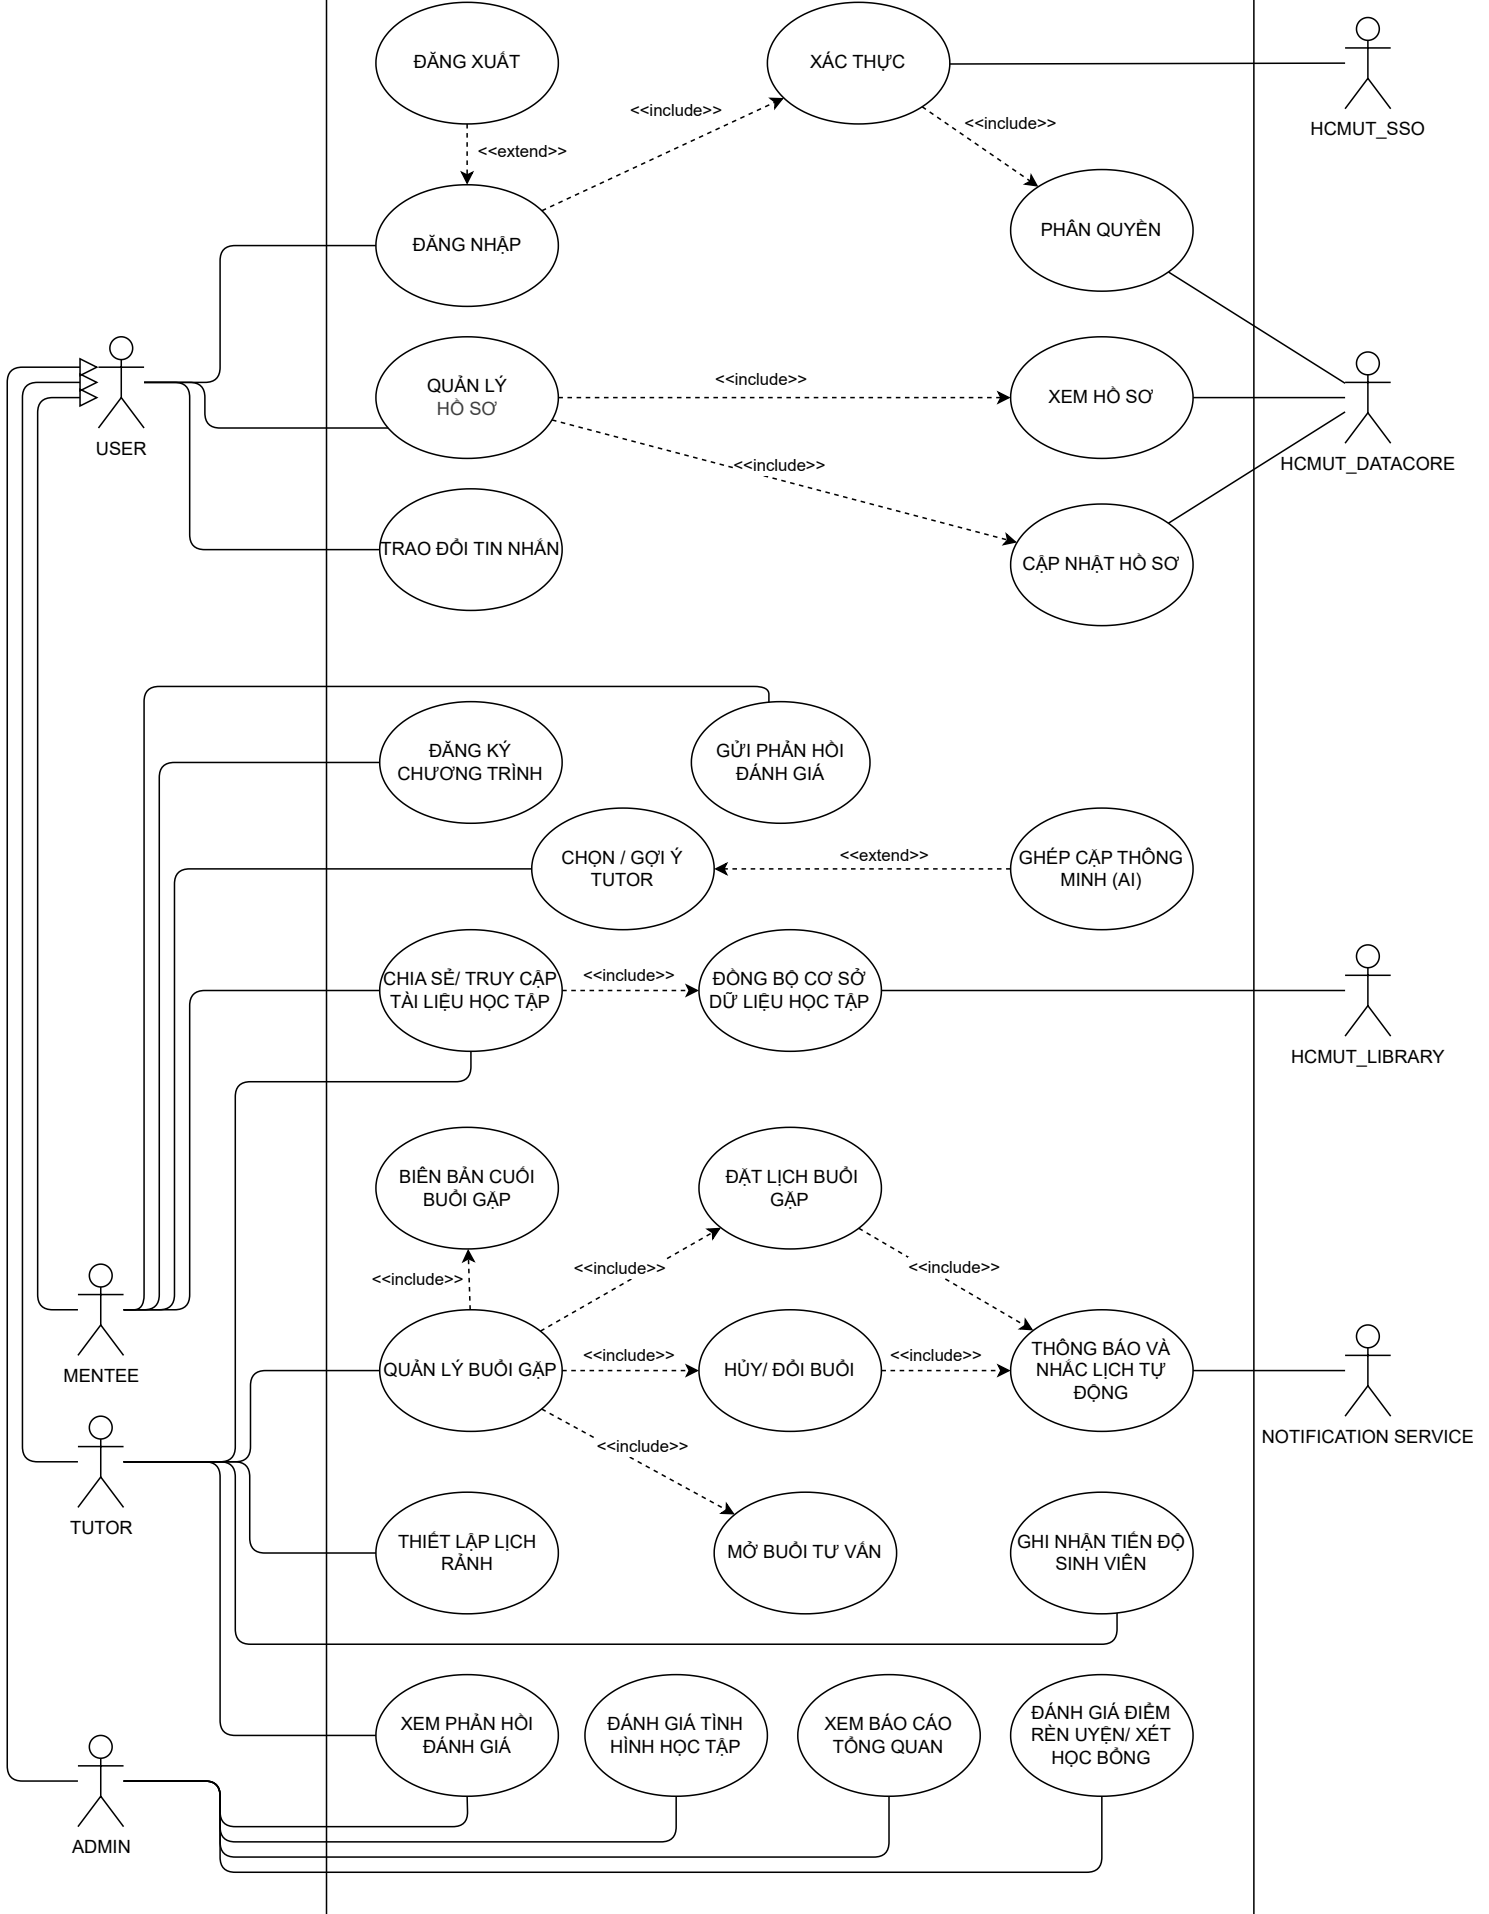 ĐĂNG XUẤT
XÁC THỰC
<<include>>
<<include>>
HCMUT_SSO
<<extend>>
PHÂN QUYỀN
ĐĂNG NHẬP
<<include>>
QUẢN LÝ
HỒ SƠ
XEM HỒ SƠ
USER
<<include>>
HCMUT_DATACORE
TRAO ĐỔI TIN NHẮN
CẬP NHẬT HỒ SƠ
ĐĂNG KÝ
CHƯƠNG TRÌNH
GỬI PHẢN HỒI
ĐÁNH GIÁ
CHỌN / GỢI Ý
TUTOR
<<extend>>
GHÉP CẶP THÔNG
MINH (AI)
CHIA SẺ/ TRUY CẬP
TÀI LIỆU HỌC TẬP
<<include>>
ĐỒNG BỘ CƠ SỞ
DỮ LIỆU HỌC TẬP
HCMUT_LIBRARY
BIÊN BẢN CUỐI
BUỔI GẶP
ĐẶT LỊCH BUỔI
GẶP
<<include>>
<<include>>
<<include>>
MENTEE
QUẢN LÝ BUỔI GẶP
<<include>>
HỦY/ ĐỔI BUỔI
<<include>>
THÔNG BÁO VÀ
NHẮC LỊCH TỰ
ĐỘNG
NOTIFICATION SERVICE
<<include>>
TUTOR
THIẾT LẬP LỊCH
RẢNH
MỞ BUỔI TƯ VẤN
GHI NHẬN TIẾN ĐỘ
SINH VIÊN
XEM PHẢN HỒI
ĐÁNH GIÁ
ĐÁNH GIÁ TÌNH
HÌNH HỌC TẬP
XEM BÁO CÁO
TỔNG QUAN
ĐÁNH GIÁ ĐIỂM
RÈN UYỆN/ XÉT
HỌC BỔNG
ADMIN